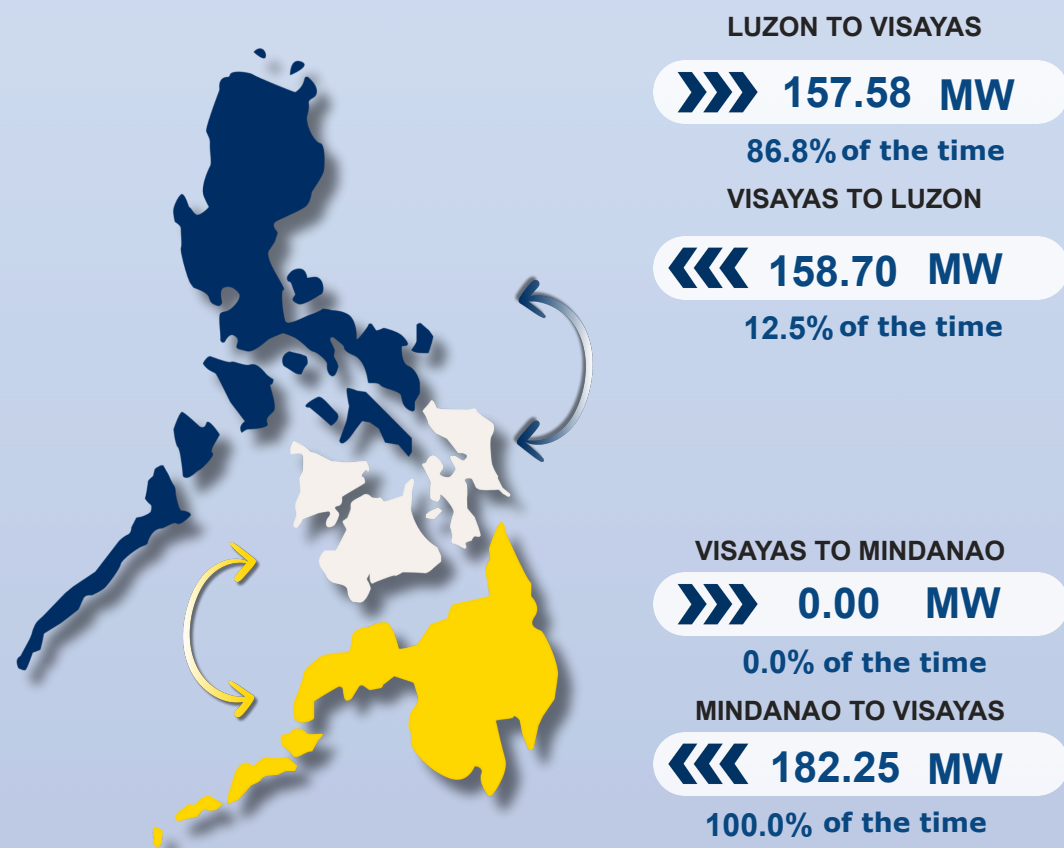 LUZON TO VISAYAS
157.58 MW
86.8% of the time
VISAYAS TO LUZON
158.70 MW
12.5% of the time
VISAYAS TO MINDANAO
0.00 MW
0.0% of the time
MINDANAO TO VISAYAS
182.25 MW
100.0% of the time